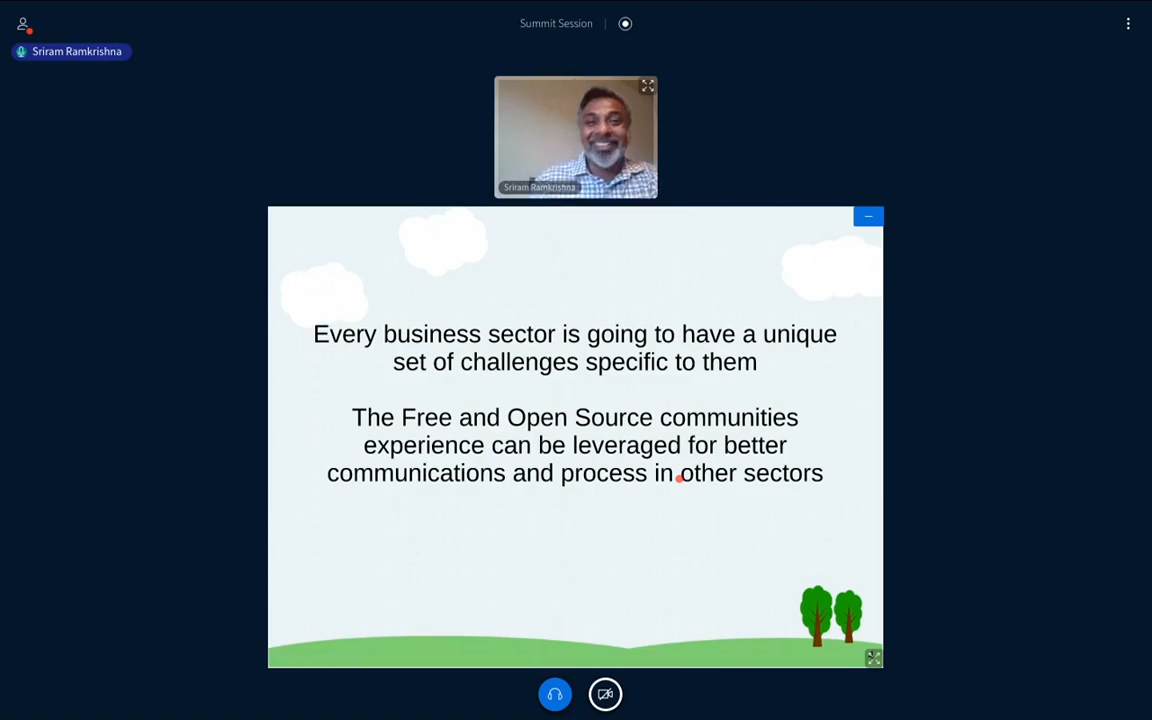 Summit Session
Sriram Ramkrishna
Sriram Ramkrishna
Every business sector is going to have a unique
set of challenges specific to them
The Free and Open Source communities
experience can be leveraged for better
communications and process in other sectors